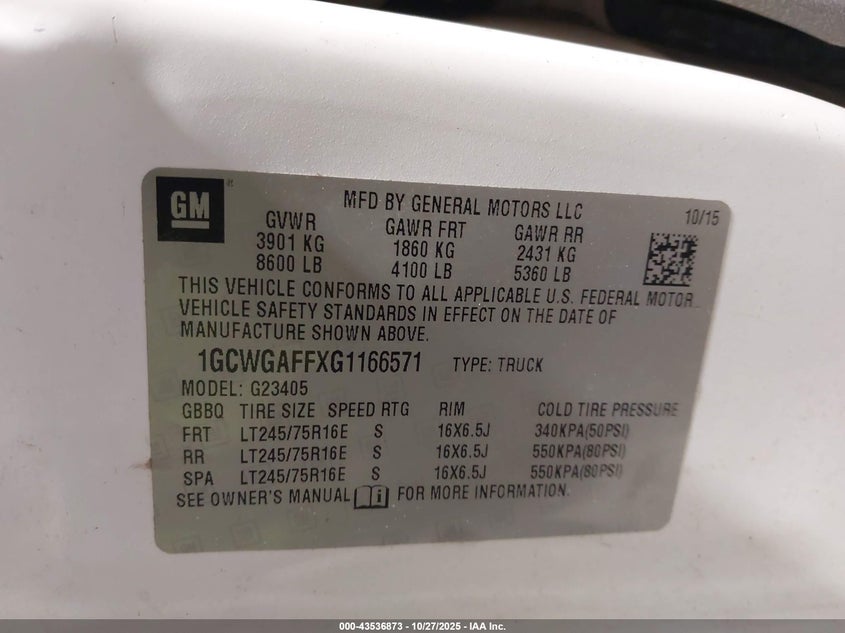 GM
MFD BY GENERAL MOTORS LLC
10/15
GVWR GAWR FRT GAWR RR
3901 KG 1860 KG 2431 KG
8600 LB 4100 LB 5360 LB
THIS VEHICLE CONFORMS TO ALL APPLICABLE U.S. FEDERAL MOTOR
VEHICLE SAFETY STANDARDS IN EFFECT ON THE DATE OF
MANUFACTURE SHOWN ABOVE.
1GCWGAFFXG1166571 TYPE: TRUCK
MODEL: G23405
GBBQ TIRE SIZE SPEED RTG RIM COLD TIRE PRESSURE
FRT LT245/75R16E S 16X6.5J 340KPA(50PSI)
RR LT245/75R16E S 16X6.5J 550KPA(80PSI)
SPA LT245/75R16E S 16X6.5J 550KPA(80PSI)
SEE OWNER'S MANUAL FOR MORE INFORMATION.
000-43536873 - 10/27/2025 - IAA Inc.